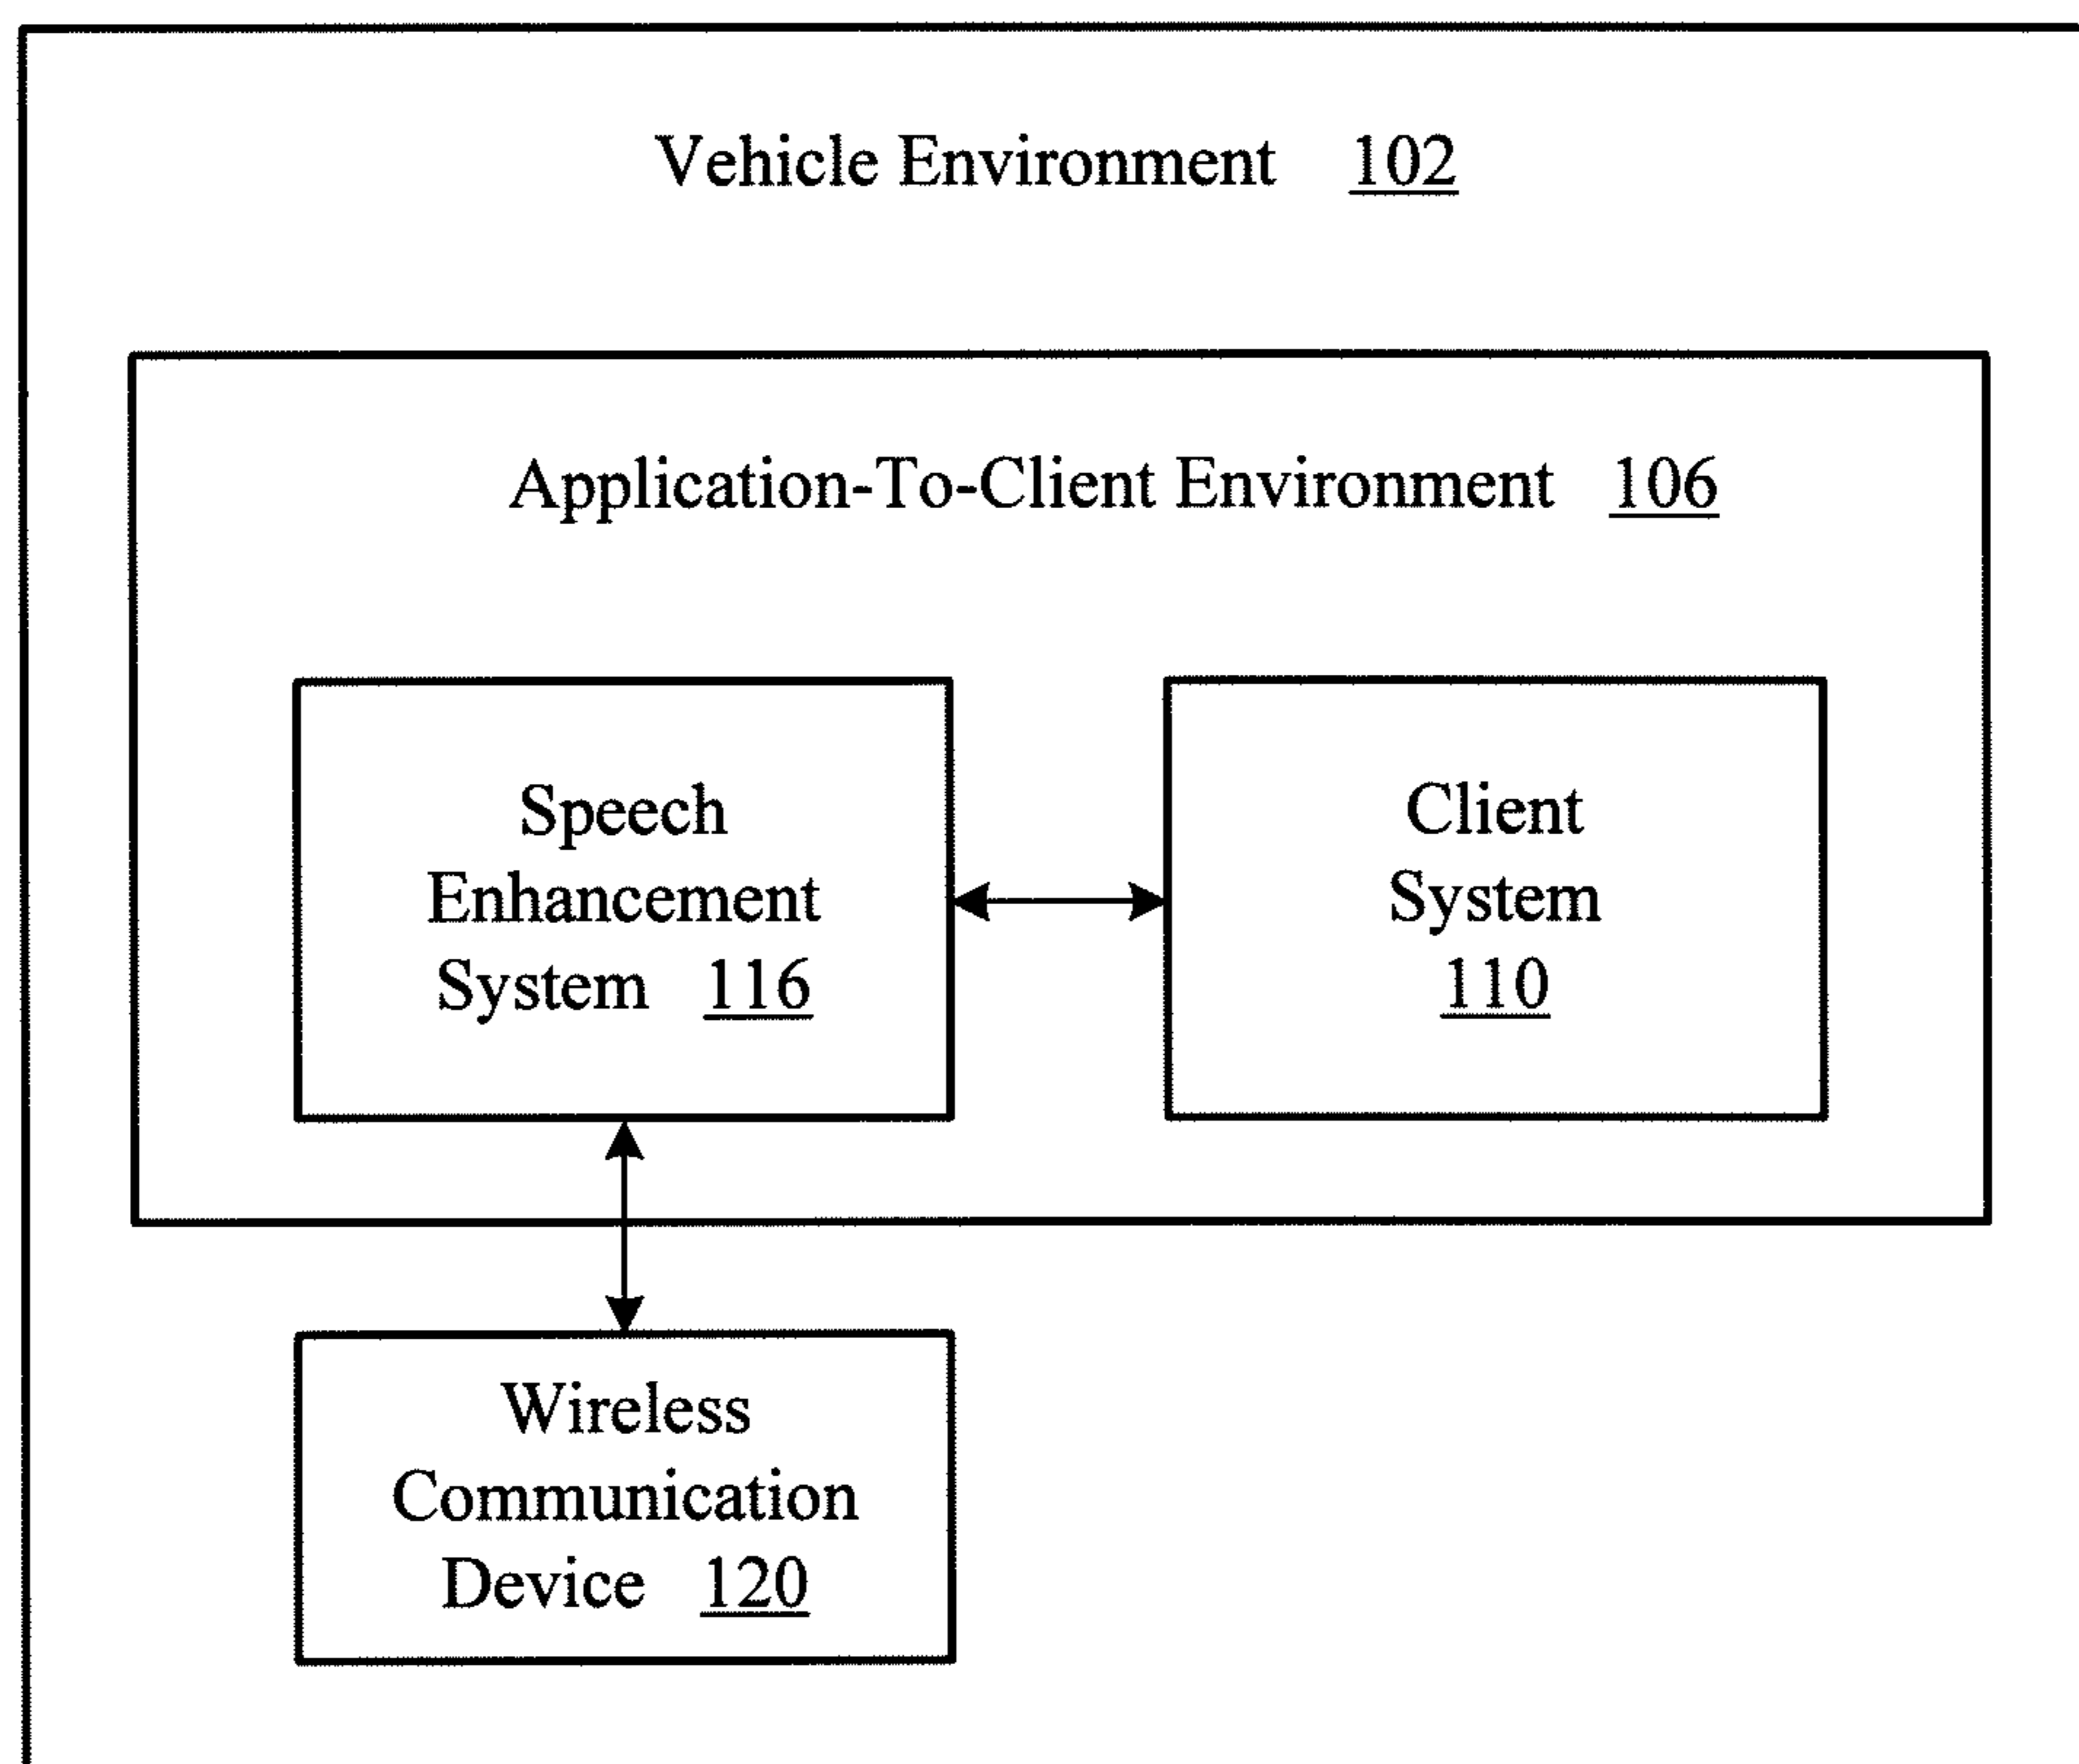 Vehicle Environment 102
Application-To-Client Environment 106
Speech
Enhancement
System 116
Client
System
110
Wireless
Communication
Device 120